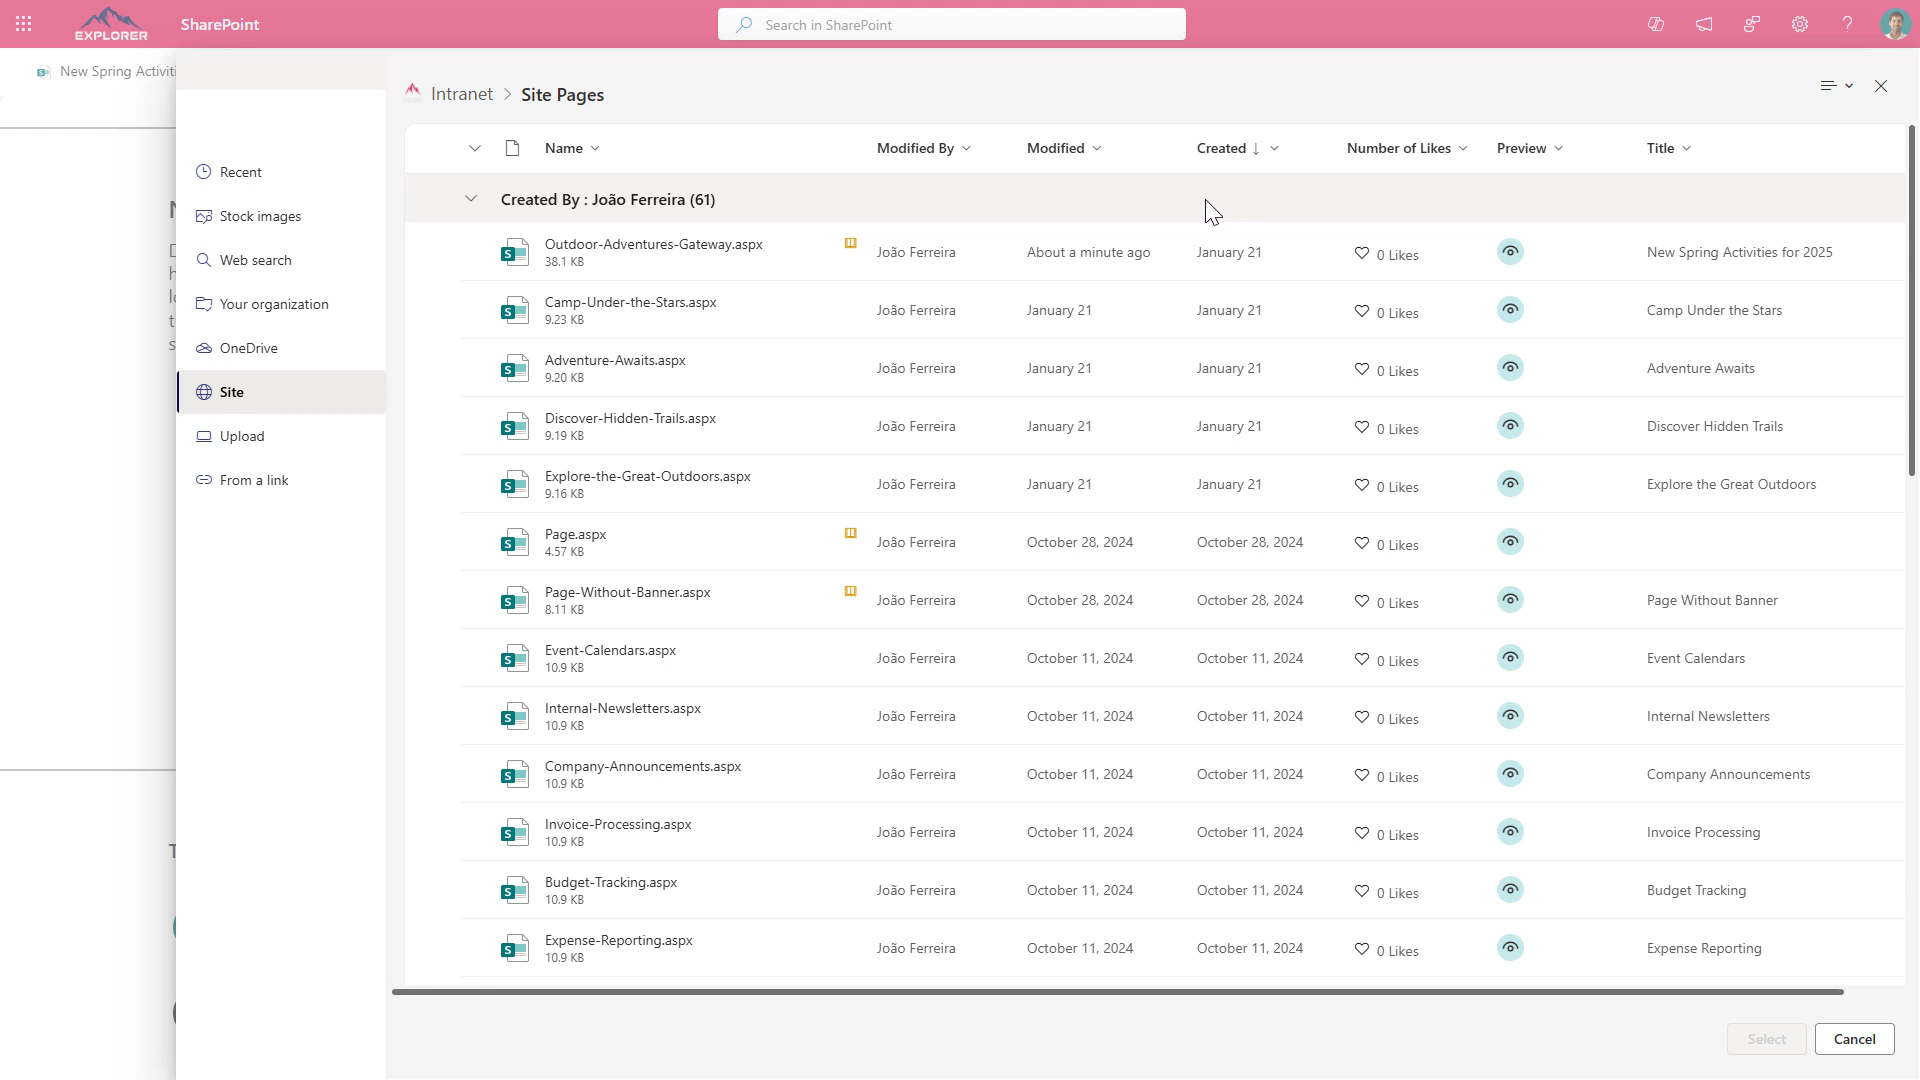 EXPLORER
SharePoint
Search in SharePoint
New Spring Activiti
Recent
Stock images
Web search
Your organization
OneDrive
Site
Upload
From a link
Intranet > Site Pages
Name Modified By Modified Created ↓ Number of Likes Preview Title
Created By : João Ferreira (61)
Outdoor-Adventures-Gateway.aspx
38.1 KB
João Ferreira About a minute ago January 21 0 Likes New Spring Activities for 2025
Camp-Under-the-Stars.aspx
9.23 KB
João Ferreira January 21 January 21 0 Likes Camp Under the Stars
Adventure-Awaits.aspx
9.20 KB
João Ferreira January 21 January 21 0 Likes Adventure Awaits
Discover-Hidden-Trails.aspx
9.19 KB
João Ferreira January 21 January 21 0 Likes Discover Hidden Trails
Explore-the-Great-Outdoors.aspx
9.16 KB
João Ferreira January 21 January 21 0 Likes Explore the Great Outdoors
Page.aspx
4.57 KB
João Ferreira October 28, 2024 October 28, 2024 0 Likes
Page-Without-Banner.aspx
8.11 KB
João Ferreira October 28, 2024 October 28, 2024 0 Likes Page Without Banner
Event-Calendars.aspx
10.9 KB
João Ferreira October 11, 2024 October 11, 2024 0 Likes Event Calendars
Internal-Newsletters.aspx
10.9 KB
João Ferreira October 11, 2024 October 11, 2024 0 Likes Internal Newsletters
Company-Announcements.aspx
10.9 KB
João Ferreira October 11, 2024 October 11, 2024 0 Likes Company Announcements
Invoice-Processing.aspx
10.9 KB
João Ferreira October 11, 2024 October 11, 2024 0 Likes Invoice Processing
Budget-Tracking.aspx
10.9 KB
João Ferreira October 11, 2024 October 11, 2024 0 Likes Budget Tracking
Expense-Reporting.aspx
10.9 KB
João Ferreira October 11, 2024 October 11, 2024 0 Likes Expense Reporting
Select
Cancel